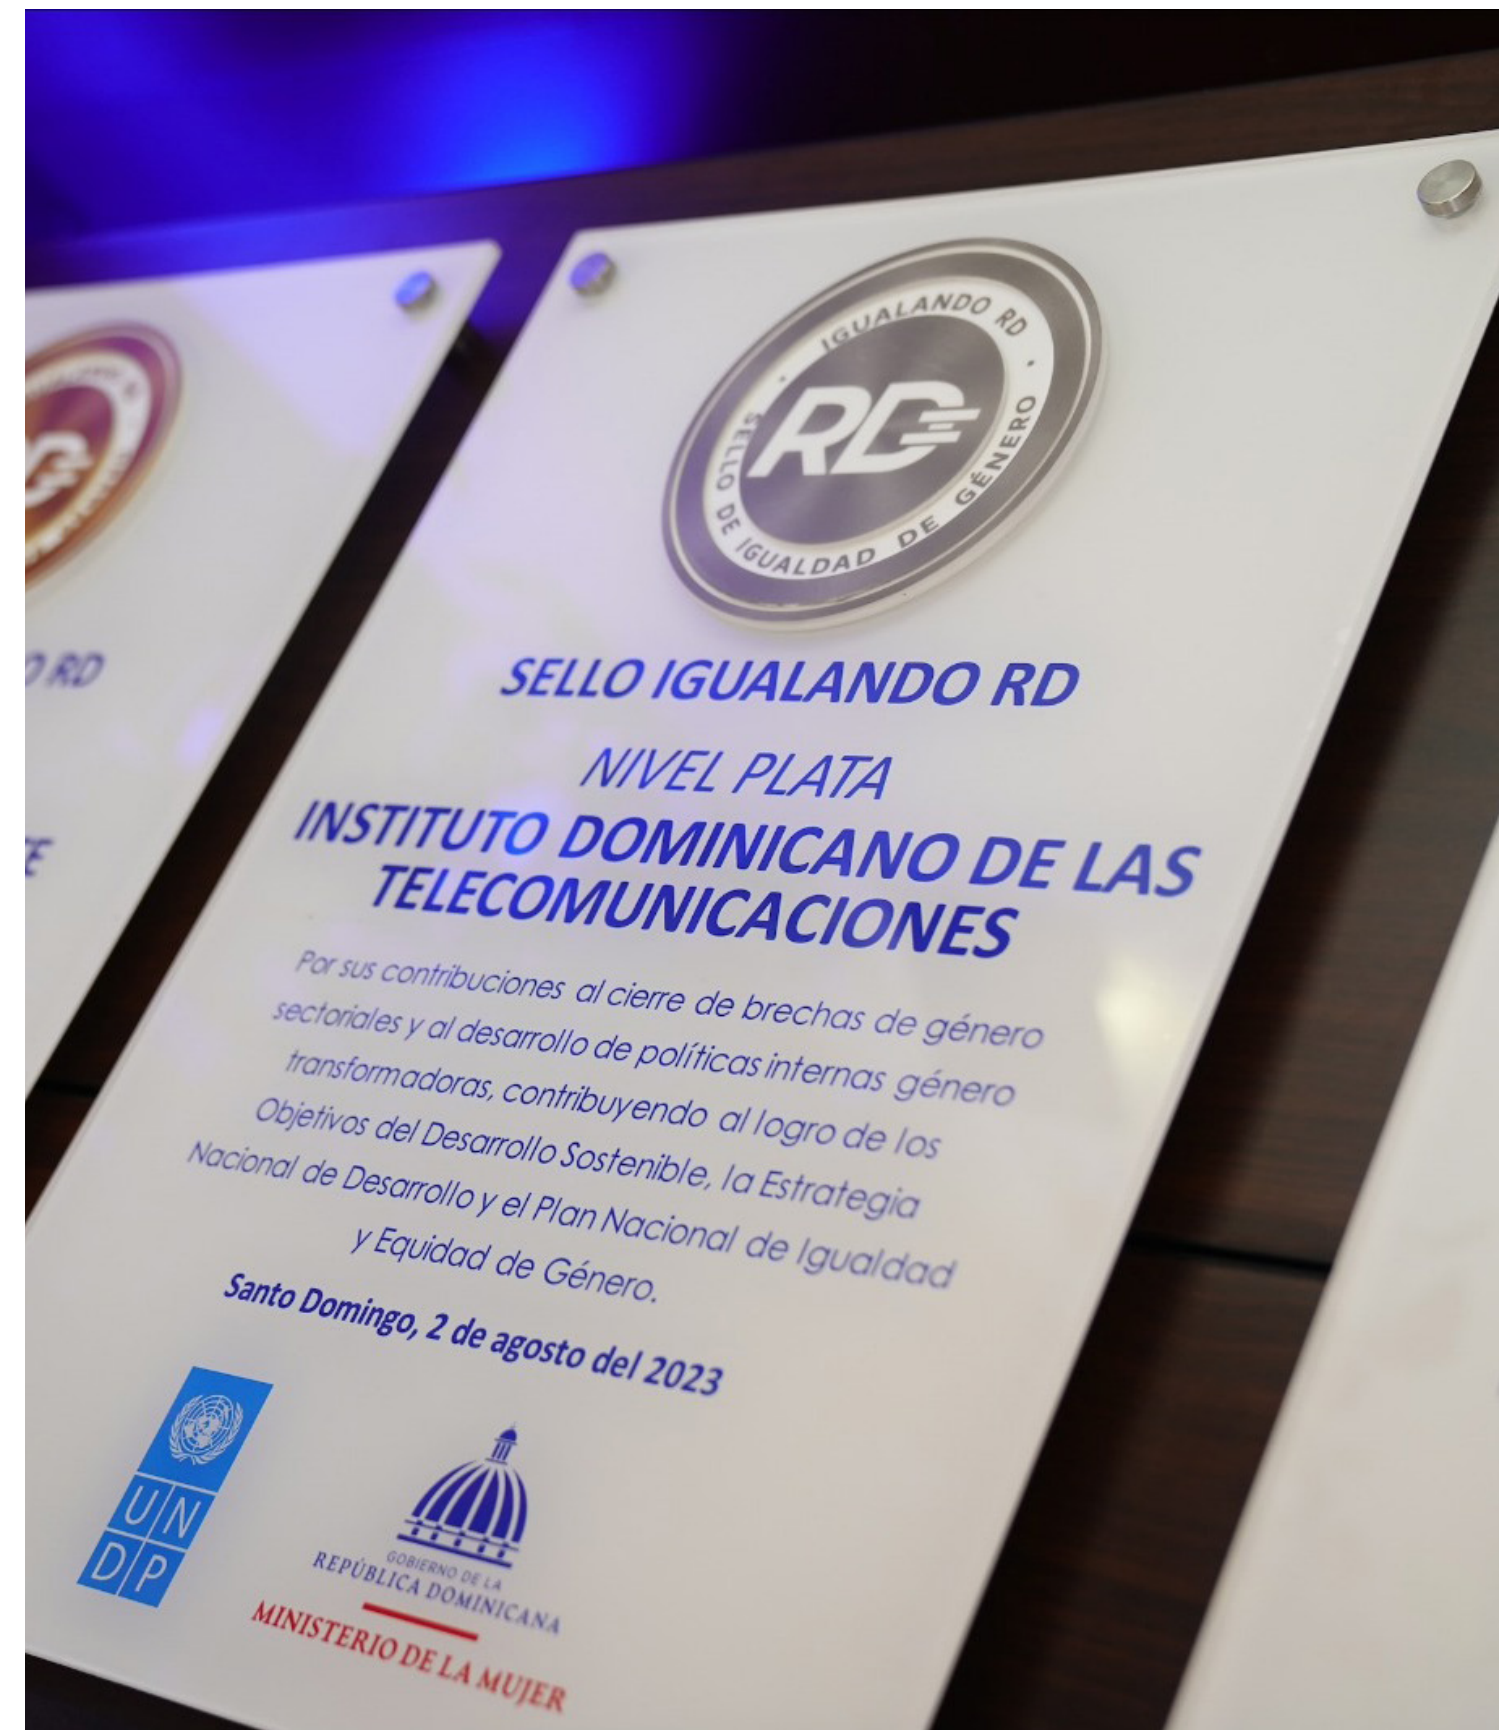 IGUALANDO RD
SELLO DE IGUALDAD DE GÉNERO
RD
SELLO IGUALANDO RD
NIVEL PLATA
INSTITUTO DOMINICANO DE LAS
TELECOMUNICACIONES
Por sus contribuciones al cierre de brechas de género
sectoriales y al desarrollo de políticas internas género
transformadoras, contribuyendo al logro de los
Objetivos del Desarrollo Sostenible, la Estrategia
Nacional de Desarrollo y el Plan Nacional de Igualdad
y Equidad de Género.
Santo Domingo, 2 de agosto del 2023
UN
DP
GOBIERNO DE LA
REPÚBLICA DOMINICANA
MINISTERIO DE LA MUJER
O RD